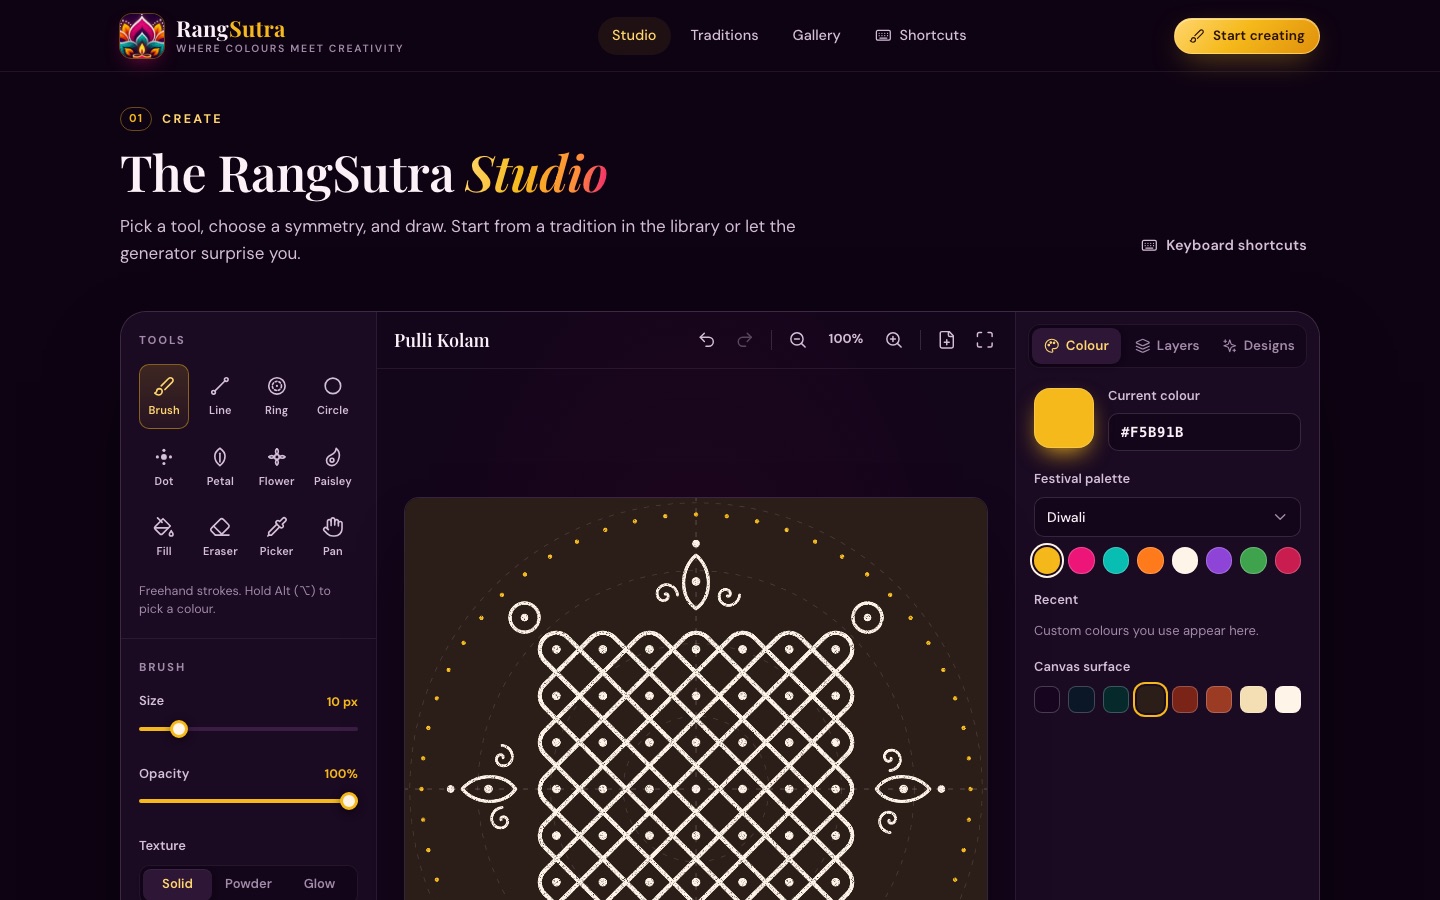 RangSutra
WHERE COLOURS MEET CREATIVITY
Studio
Traditions
Gallery
Shortcuts
Start creating
01
CREATE
The RangSutra Studio
Pick a tool, choose a symmetry, and draw. Start from a tradition in the library or let the
generator surprise you.
Keyboard shortcuts
TOOLS
Brush
Line
Ring
Circle
Dot
Petal
Flower
Paisley
Fill
Eraser
Picker
Pan
Freehand strokes. Hold Alt (⌥) to
pick a colour.
BRUSH
Size
10 px
Opacity
100%
Texture
Solid
Powder
Glow
Pulli Kolam
100%
Colour
Layers
Designs
Current colour
#F5B91B
Festival palette
Diwali
Recent
Custom colours you use appear here.
Canvas surface